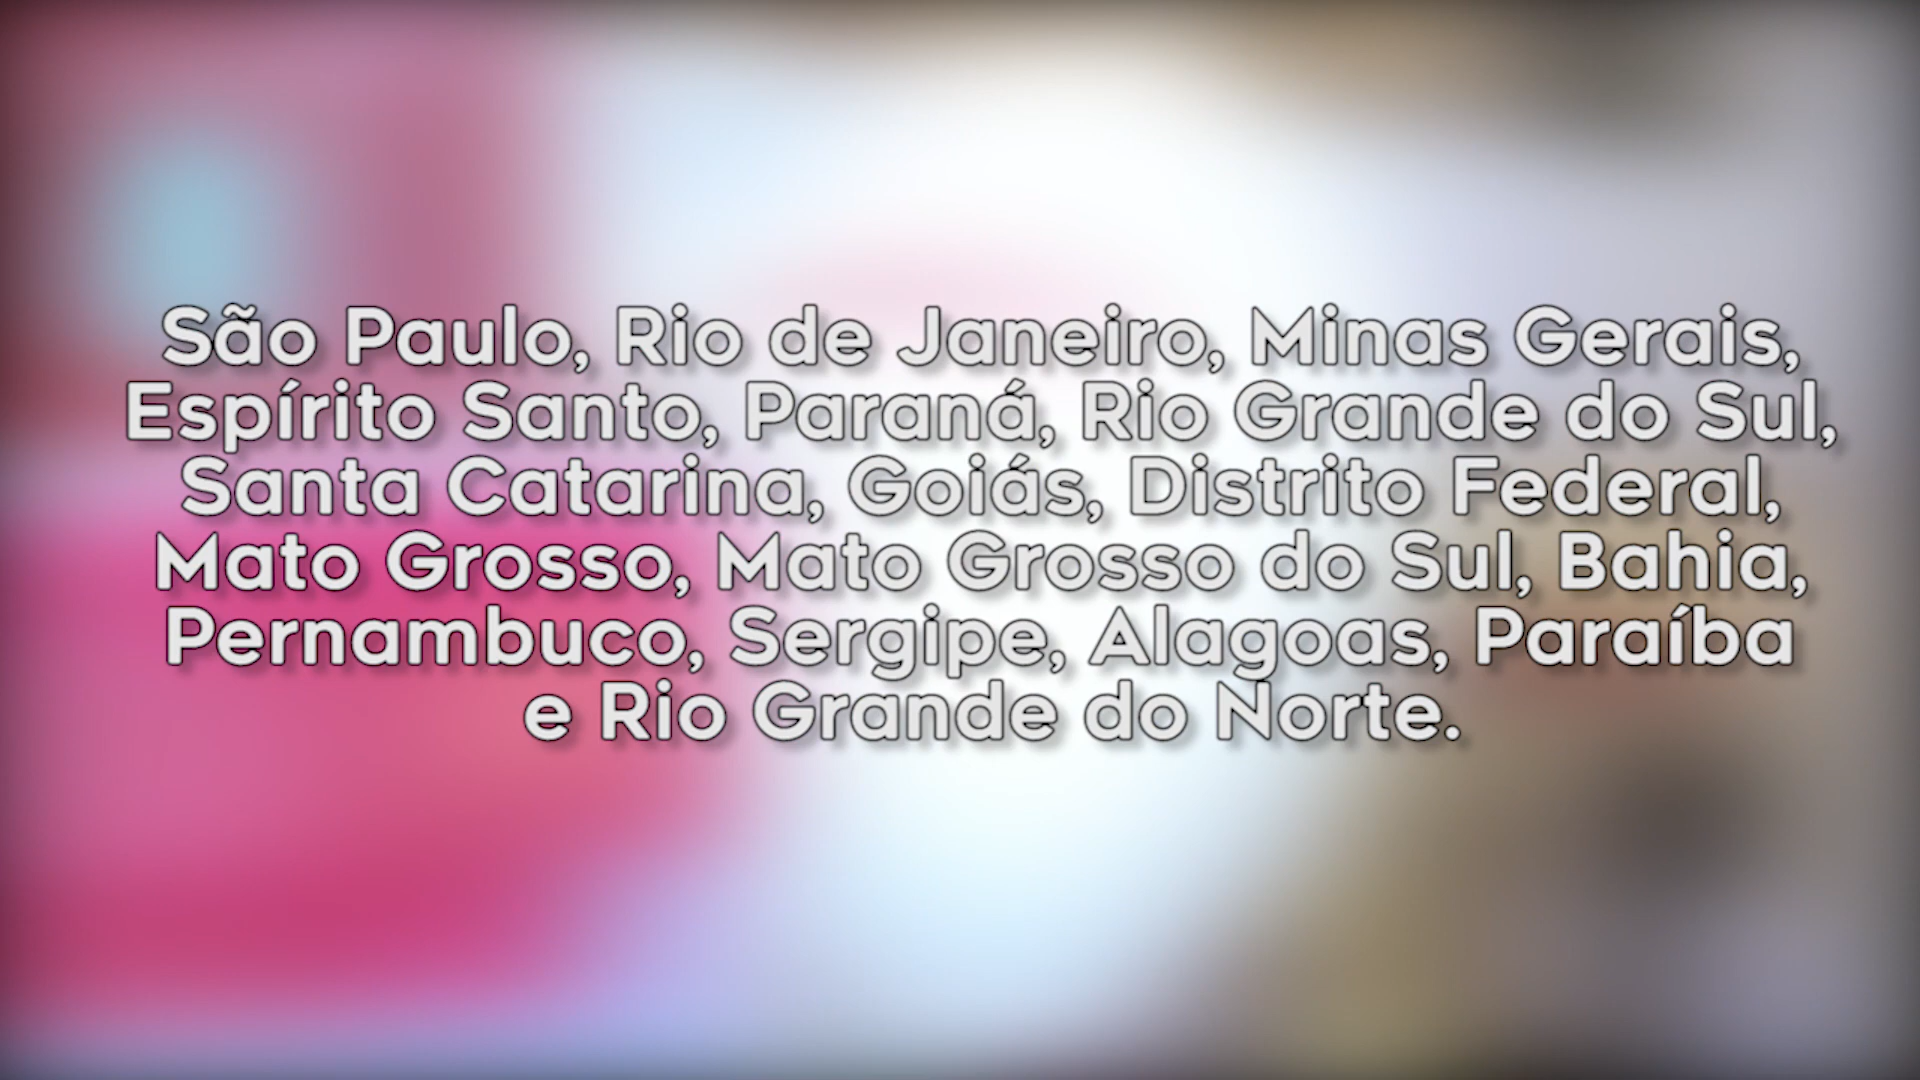 São Paulo, Rio de Janeiro, Minas Gerais,
Espírito Santo, Paraná, Rio Grande do Sul,
Santa Catarina, Goiás, Distrito Federal,
Mato Grosso, Mato Grosso do Sul, Bahia,
Pernambuco, Sergipe, Alagoas, Paraíba
e Rio Grande do Norte.